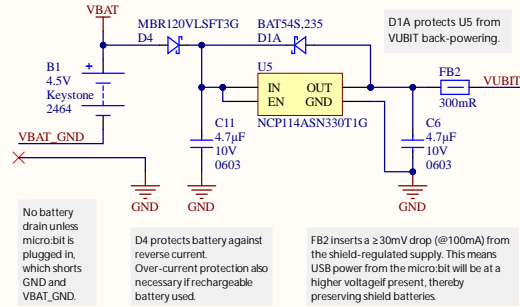 VBAT
MBR120VLSFT3G
D4
BAT54S,235
D1A
D1A protects U5 from
VUBIT back-powering.
B1
4.5V
Keystone
2464
+
U5
IN
EN
OUT
GND
NCP114ASN330T1G
FB2
300mR
VUBIT
C11
4.7µF
10V
0603
C6
4.7µF
10V
0603
VBAT_GND
GND
GND
GND
No battery
drain unless
micro:bit is
plugged in,
which shorts
GND and
VBAT_GND.
D4 protects battery against
reverse current.
Over-current protection also
necessary if rechargeable
battery used.
FB2 inserts a ≥30mV drop (@100mA) from
the shield-regulated supply. This means
USB power from the micro:bit will be at a
higher voltageif present, thereby
preserving shield batteries.